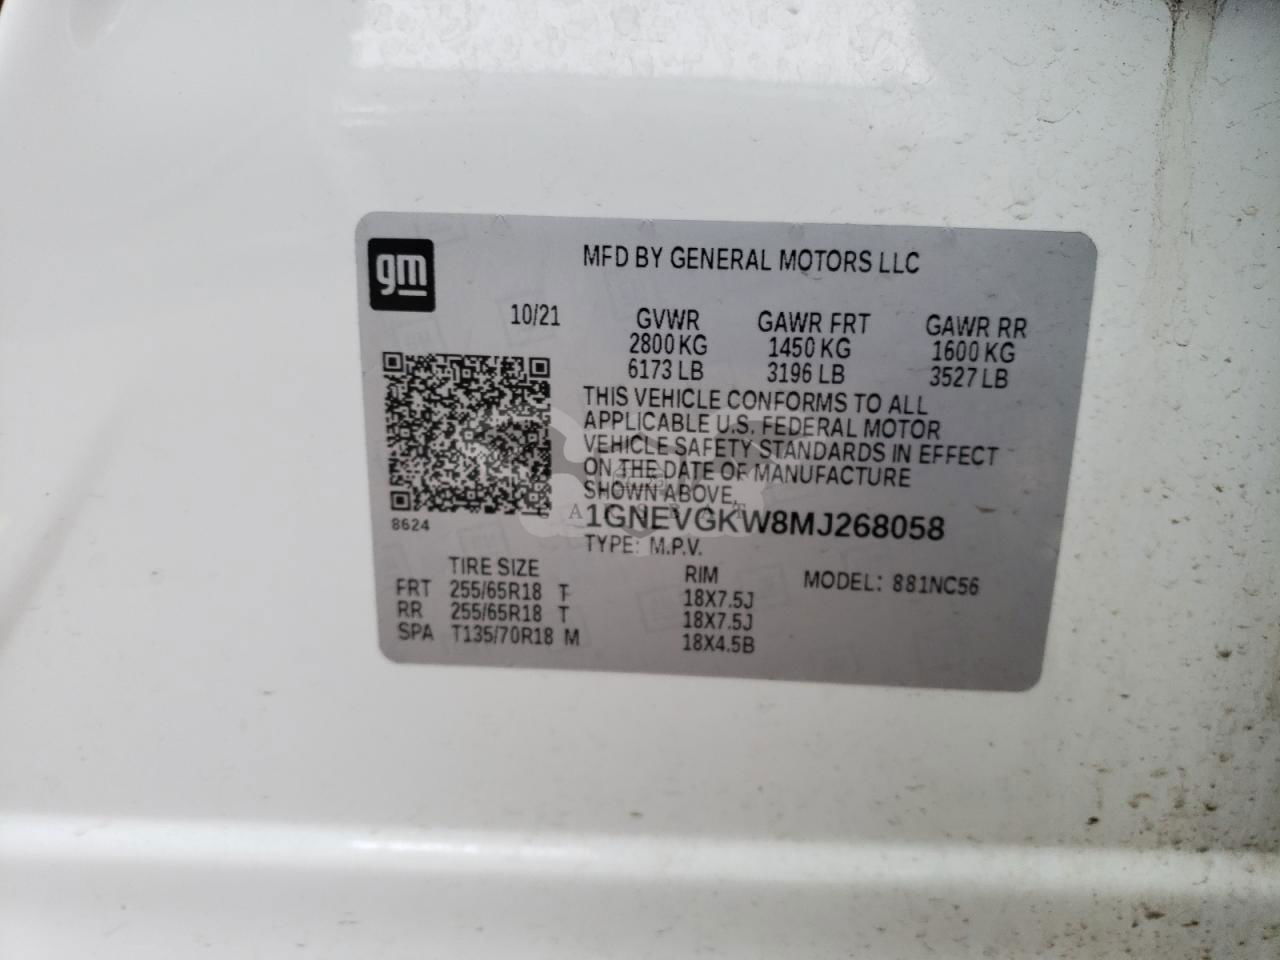 gm
MFD BY GENERAL MOTORS LLC
10/21 GVWR GAWR FRT GAWR RR
2800 KG 1450 KG 1600 KG
6173 LB 3196 LB 3527 LB
THIS VEHICLE CONFORMS TO ALL
APPLICABLE U.S. FEDERAL MOTOR
VEHICLE SAFETY STANDARDS IN EFFECT
ON THE DATE OF MANUFACTURE
SHOWN ABOVE.
8624
1GNEVGKW8MJ268058
TYPE: M.P.V.
TIRE SIZE RIM MODEL: 881NC56
FRT 255/65R18 T 18X7.5J
RR 255/65R18 T 18X7.5J
SPA T135/70R18 M 18X4.5B